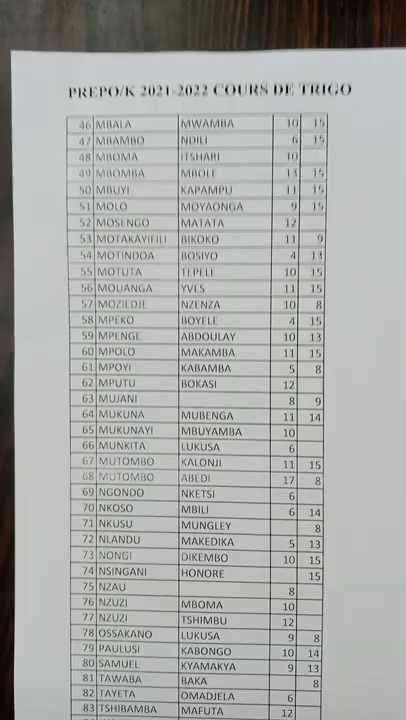 PREPO/K 2021-2022 COURS DE TRIGO
46 MBALA MWAMBA 10 15
47 MBAMBO NDILI 6 15
48 MBOMA ITSHARI 10
49 MBOMBA MBOLE 13 15
50 MBUYI KAPAMPU 11 15
51 MOLO MOYAONGA 9 15
52 MOSENGO MATATA 12
53 MOTAKAYIFILI BIKOKO 11 9
54 MOTINDOA BOSIYO 4 13
55 MOTUTA TEPELE 10 15
56 MOUANGA YVES 11 15
57 MOZIEDJE NZENZA 10 8
58 MPEKO BOYELE 4 15
59 MPENGE ABDOULAY 10 13
60 MPOLO MAKAMBA 11 15
61 MPOYI KABAMBA 5 8
62 MPUTU BOKASI 12
63 MUJANI 8 9
64 MUKUNA MUBENGA 11 14
65 MUKUNAYI MBUYAMBA 10
66 MUNKITA LUKUSA 6
67 MUTOMBO KALONJI 11 15
68 MUTOMBO ABEDI 17 8
69 NGONDO NKETSI 6
70 NKOSO MBILI 6 14
71 NKUSU MUNGLEY 8
72 NLANDU MAKEDIKA 5 13
73 NONGI DIKEMBO 10 15
74 NSINGANI HONORE 15
75 NZAU 8
76 NZUZI MBOMA 10
77 NZUZI TSHIMBU 12
78 OSSAKANO LUKUSA 9 8
79 PAULUSI KABONGO 10 14
80 SAMUEL KYAMAKYA 9 13
81 TAWABA BAKA 8
82 TAYETA OMADJELA 6
83 TSHIBAMBA MAFUTA 12